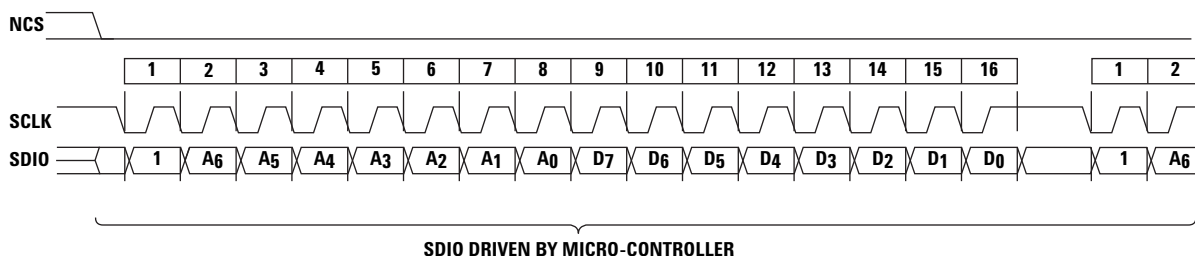 NCS
1 2 3 4 5 6 7 8 9 10 11 12 13 14 15 16 1 2
SCLK
SDIO 1 A6 A5 A4 A3 A2 A1 A0 D7 D6 D5 D4 D3 D2 D1 D0 1 A6
SDIO DRIVEN BY MICRO-CONTROLLER